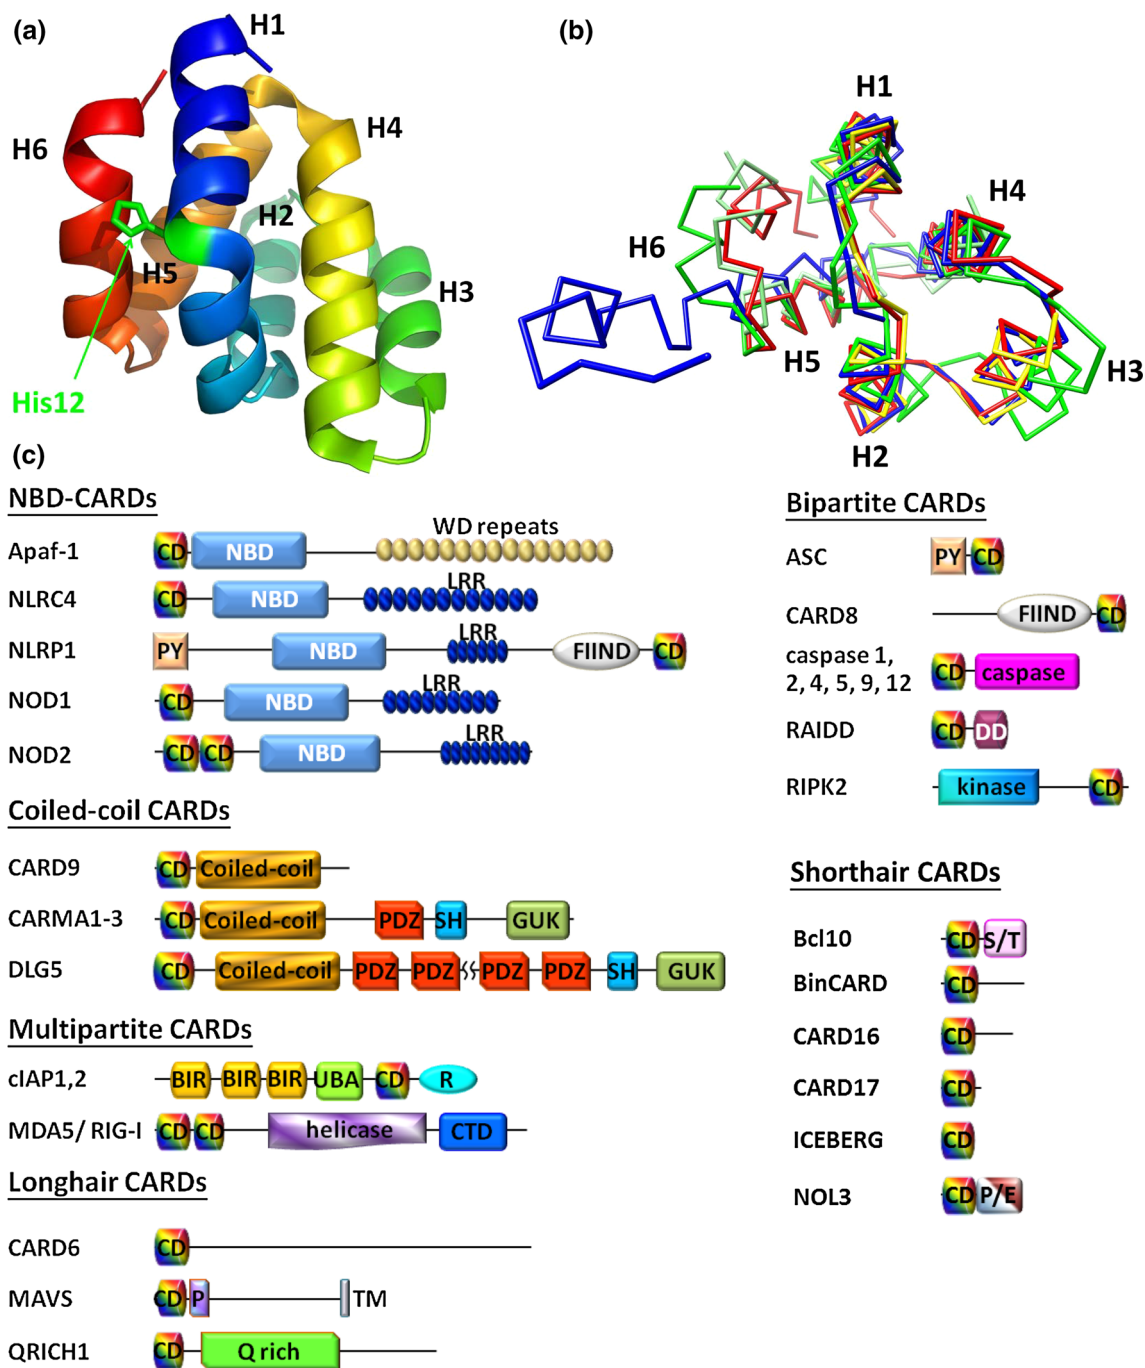 (a)
H1
H6
H4
H2
H5
H3
His12
(b)
H1
H4
H6
H5
H3
H2
(c)
NBD-CARDs
WD repeats
Apaf-1 CD NBD
LRR
NLRC4 CD NBD
LRR
NLRP1 PY NBD FIIND CD
LRR
NOD1 CD NBD
LRR
NOD2 CD CD NBD
Coiled-coil CARDs
CARD9 CD Coiled-coil
CARMA1-3 CD Coiled-coil PDZ SH GUK
DLG5 CD Coiled-coil PDZ PDZ PDZ PDZ SH GUK
Multipartite CARDs
cIAP1,2 BIR BIR BIR UBA CD R
MDA5/ RIG-I CD CD helicase CTD
Longhair CARDs
CARD6 CD
MAVS CD P TM
QRICH1 CD Q rich
Bipartite CARDs
ASC PY CD
CARD8 FIIND CD
caspase 1,
2, 4, 5, 9, 12 CD caspase
RAIDD CD DD
RIPK2 kinase CD
Shorthair CARDs
Bcl10 CD S/T
BinCARD CD
CARD16 CD
CARD17 CD
ICEBERG CD
NOL3 CD P/E